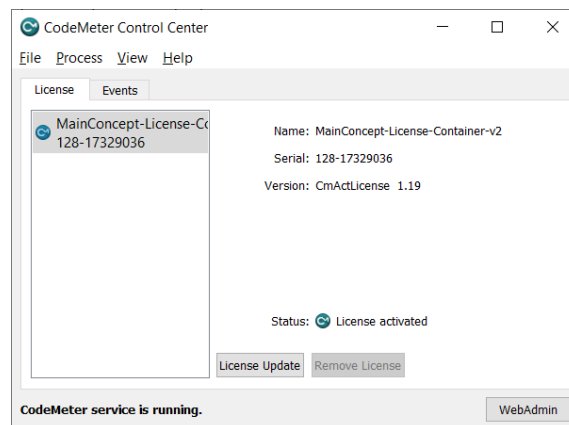 CodeMeter Control Center
File Process View Help
License Events
MainConcept-License-Co
128-17329036
Name: MainConcept-License-Container-v2
Serial: 128-17329036
Version: CmActLicense 1.19
Status: License activated
License Update Remove License
CodeMeter service is running.
WebAdmin